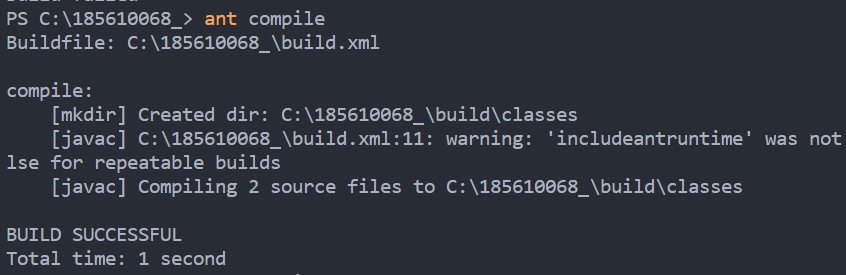 PS C:\185610068_> ant compile
Buildfile: C:\185610068_\build.xml
compile:
[mkdir] Created dir: C:\185610068_\build\classes
[javac] C:\185610068_\build.xml:11: warning: 'includeantruntime' was not
lse for repeatable builds
[javac] Compiling 2 source files to C:\185610068_\build\classes
BUILD SUCCESSFUL
Total time: 1 second